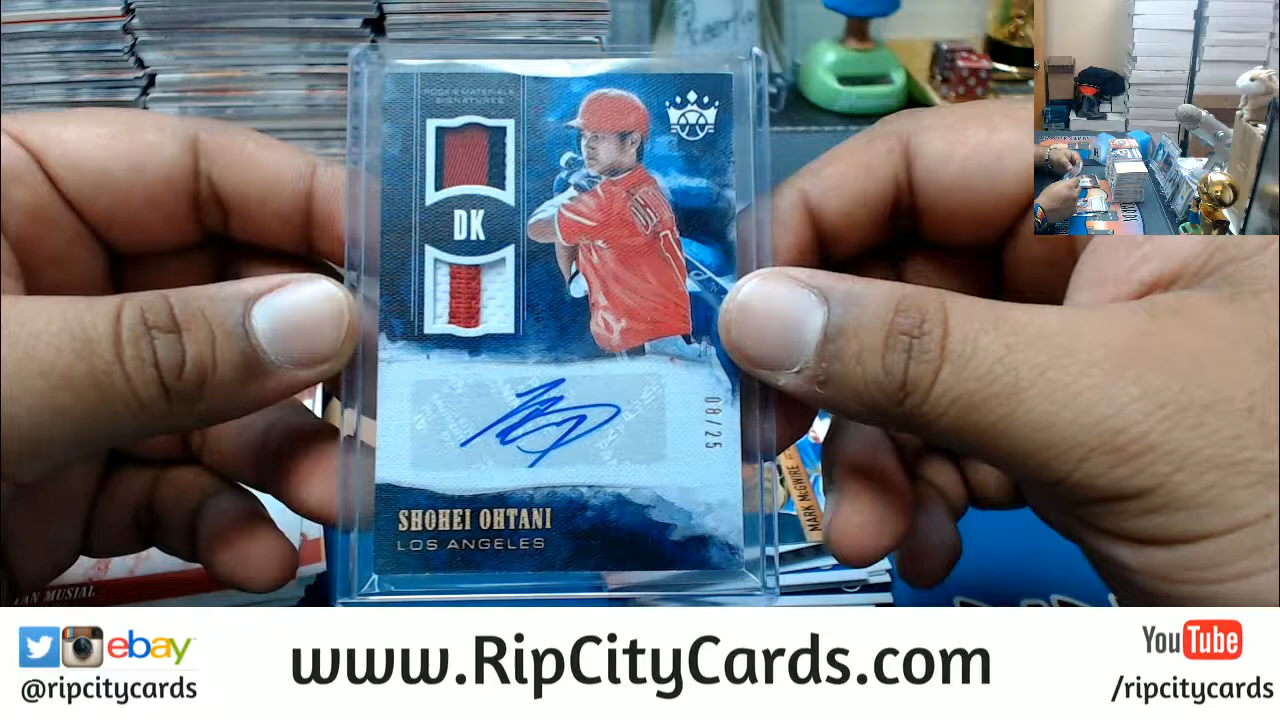 ROOKIE MATERIALS
SIGNATURES
DK
08/25
SHOHEI OHTANI
LOS ANGELES
MARK McGWIRE
TAN MUSIAL
ebay
@ripcitycards
www.RipCityCards.com
YouTube
/ripcitycards